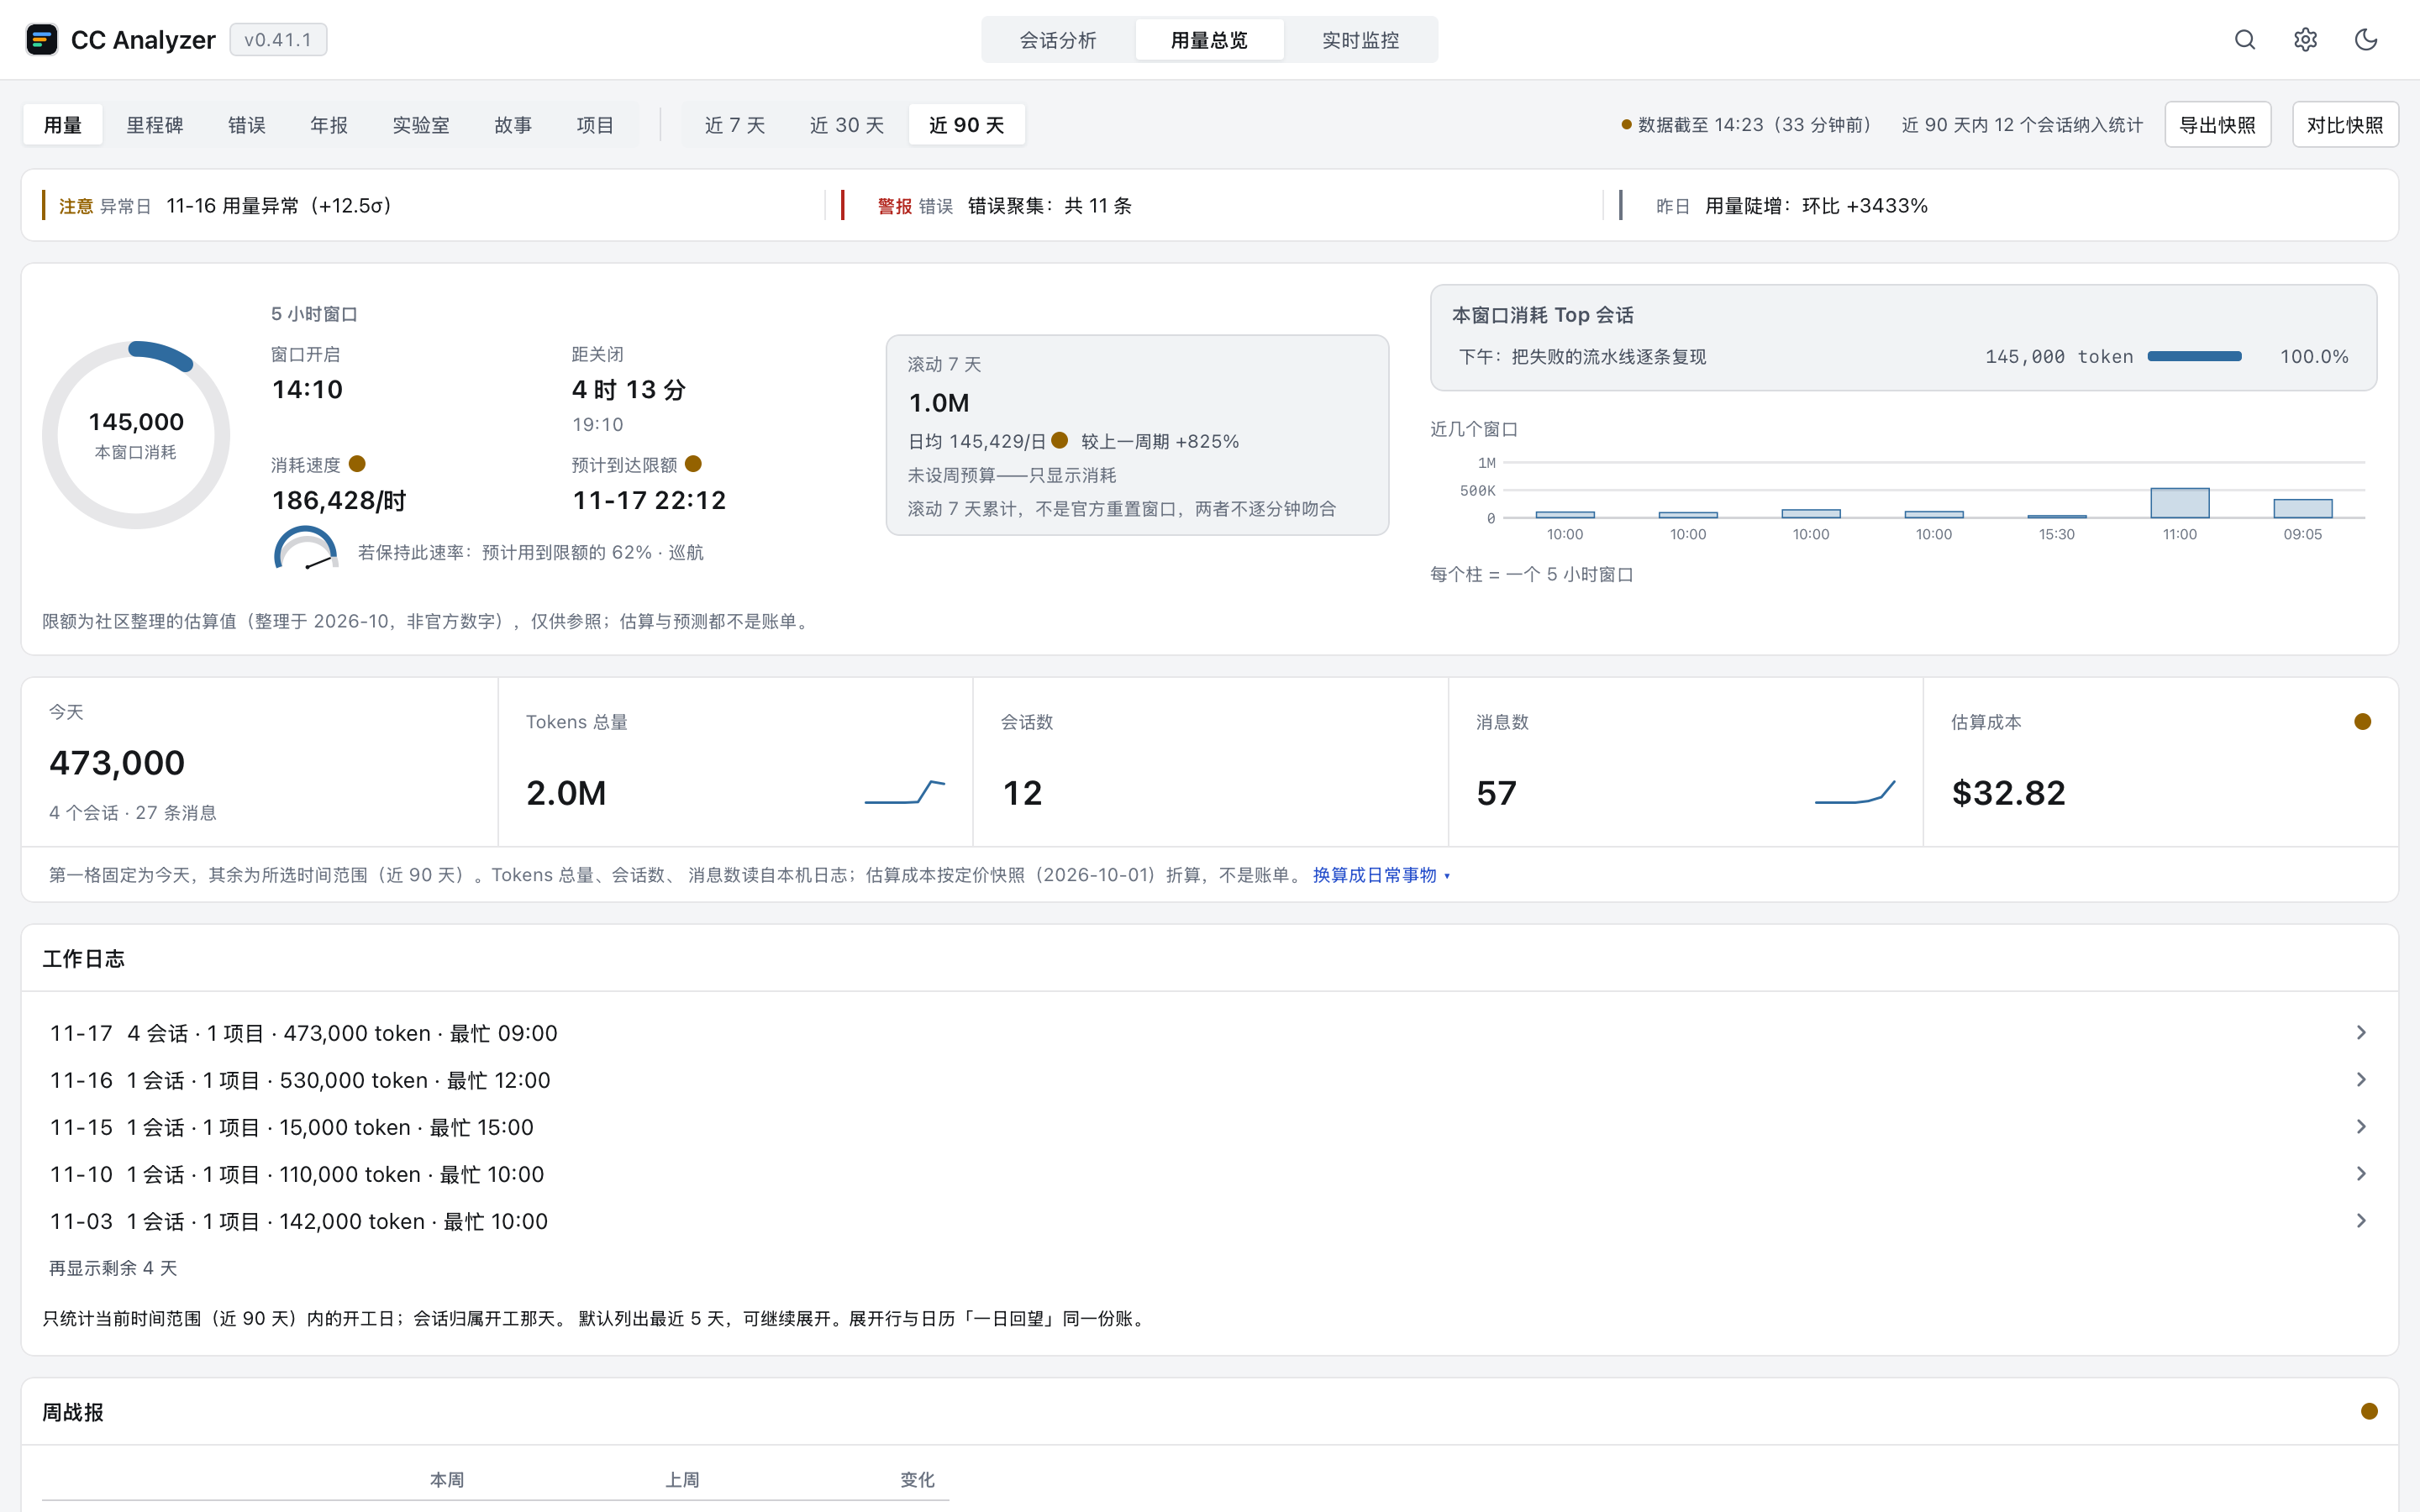 CC Analyzer v0.41.1
会话分析 用量总览 实时监控
用量 里程碑 错误 年报 实验室 故事 项目 近 7 天 近 30 天 近 90 天
数据截至 14:23（33 分钟前） 近 90 天内 12 个会话纳入统计 导出快照 对比快照
注意 异常日 11-16 用量异常（+12.5σ） 警报 错误 错误聚集：共 11 条 昨日 用量陡增：环比 +3433%
145,000
本窗口消耗
5 小时窗口
窗口开启 距关闭
14:10 4 时 13 分
19:10
消耗速度 预计到达限额
186,428/时 11-17 22:12
若保持此速率：预计用到限额的 62% · 巡航
滚动 7 天
1.0M
日均 145,429/日 较上一周期 +825%
未设周预算——只显示消耗
滚动 7 天累计，不是官方重置窗口，两者不逐分钟吻合
本窗口消耗 Top 会话
下午：把失败的流水线逐条复现 145,000 token 100.0%
近几个窗口
1M
500K
0
10:00 10:00 10:00 10:00 15:30 11:00 09:05
每个柱 = 一个 5 小时窗口
限额为社区整理的估算值（整理于 2026-10，非官方数字），仅供参照；估算与预测都不是账单。
今天
473,000
4 个会话 · 27 条消息
Tokens 总量
2.0M
会话数
12
消息数
57
估算成本
$32.82
第一格固定为今天，其余为所选时间范围（近 90 天）。Tokens 总量、会话数、 消息数读自本机日志；估算成本按定价快照（2026-10-01）折算，不是账单。 换算成日常事物 ▾
工作日志
11-17 4 会话 · 1 项目 · 473,000 token · 最忙 09:00
11-16 1 会话 · 1 项目 · 530,000 token · 最忙 12:00
11-15 1 会话 · 1 项目 · 15,000 token · 最忙 15:00
11-10 1 会话 · 1 项目 · 110,000 token · 最忙 10:00
11-03 1 会话 · 1 项目 · 142,000 token · 最忙 10:00
再显示剩余 4 天
只统计当前时间范围（近 90 天）内的开工日；会话归属开工那天。 默认列出最近 5 天，可继续展开。展开行与日历「一日回望」同一份账。
周战报
本周 上周 变化